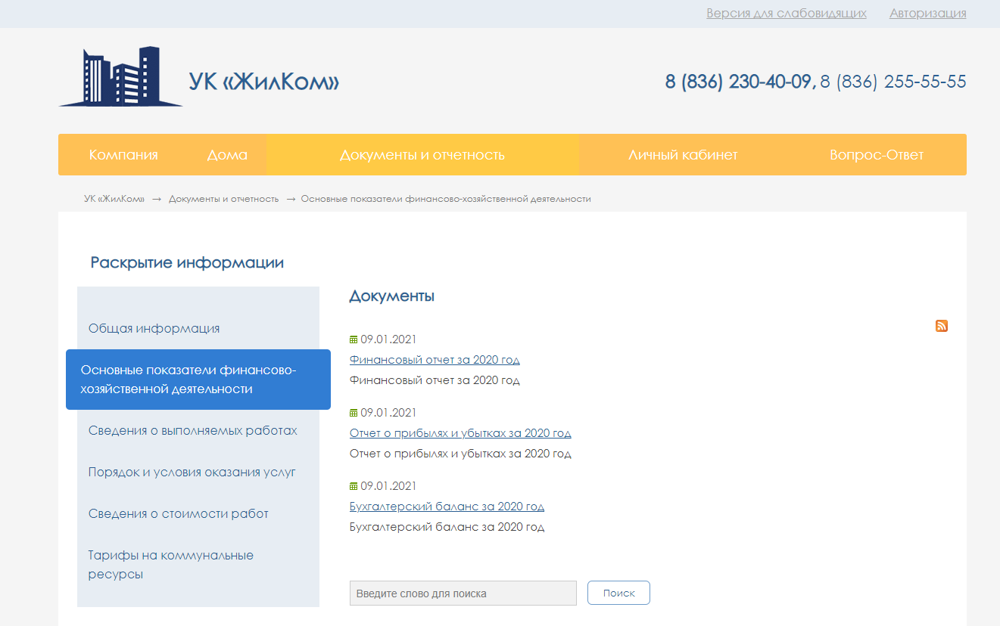 Версия для слабовидящих Авторизация
УК «ЖилКом»
8 (836) 230-40-09, 8 (836) 255-55-55
Компания Дома Документы и отчетность Личный кабинет Вопрос-Ответ
УК «ЖилКом» → Документы и отчетность → Основные показатели финансово-хозяйственной деятельности
Раскрытие информации
Общая информация
Основные показатели финансово-
хозяйственной деятельности
Сведения о выполняемых работах
Порядок и условия оказания услуг
Сведения о стоимости работ
Тарифы на коммунальные
ресурсы
Документы
09.01.2021
Финансовый отчет за 2020 год
Финансовый отчет за 2020 год
09.01.2021
Отчет о прибылях и убытках за 2020 год
Отчет о прибылях и убытках за 2020 год
09.01.2021
Бухгалтерский баланс за 2020 год
Бухгалтерский баланс за 2020 год
Введите слово для поиска Поиск